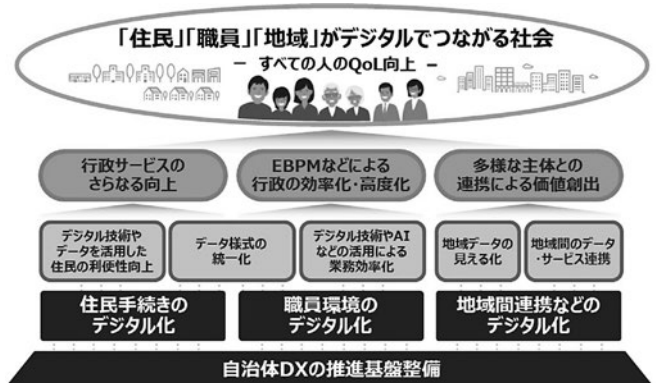 「住民」「職員」「地域」がデジタルでつながる社会
－ すべての人のQoL向上 －
行政サービスの
さらなる向上
EBPMなどによる
行政の効率化・高度化
多様な主体との
連携による価値創出
デジタル技術や
データを活用した
住民の利便性向上
データ様式の
統一化
デジタル技術やAI
などの活用による
業務効率化
地域データの
見える化
地域間のデータ
・サービス連携
住民手続きの
デジタル化
職員環境の
デジタル化
地域間連携などの
デジタル化
自治体DXの推進基盤整備